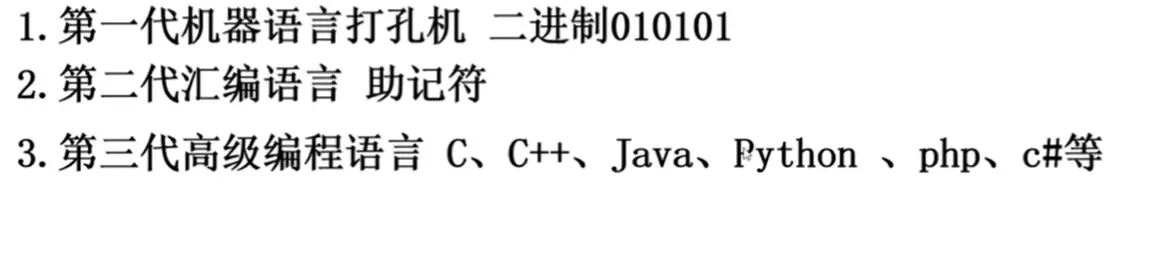 1.第一代机器语言打孔机 二进制010101
2.第二代汇编语言 助记符
3.第三代高级编程语言 C、C++、Java、Python 、php、c#等